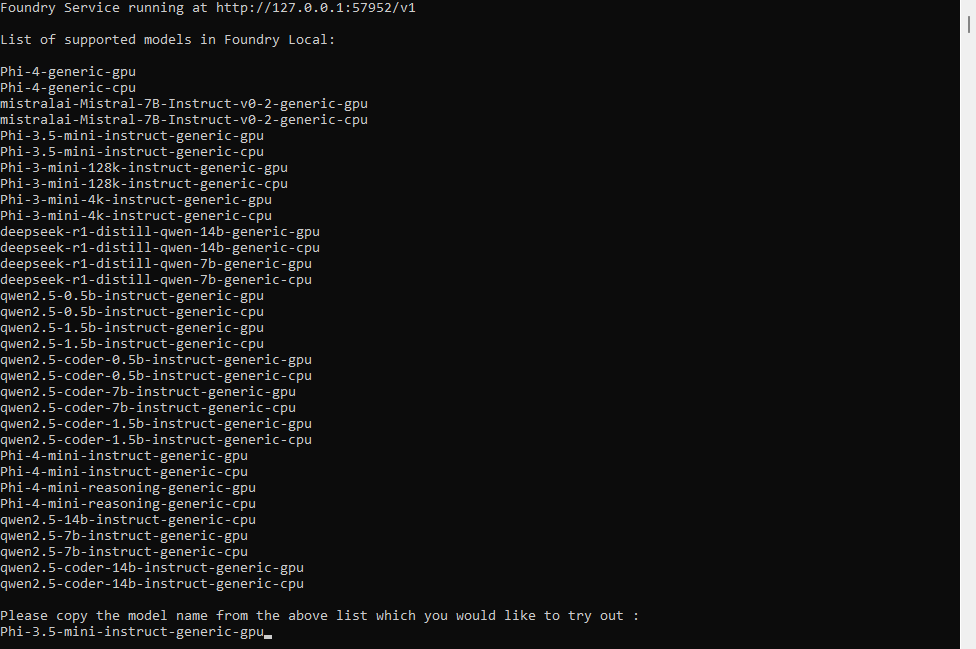 Foundry Service running at http://127.0.0.1:57952/v1
List of supported models in Foundry Local:
Phi-4-generic-gpu
Phi-4-generic-cpu
mistralai-Mistral-7B-Instruct-v0-2-generic-gpu
mistralai-Mistral-7B-Instruct-v0-2-generic-cpu
Phi-3.5-mini-instruct-generic-gpu
Phi-3.5-mini-instruct-generic-cpu
Phi-3-mini-128k-instruct-generic-gpu
Phi-3-mini-128k-instruct-generic-cpu
Phi-3-mini-4k-instruct-generic-gpu
Phi-3-mini-4k-instruct-generic-cpu
deepseek-r1-distill-qwen-14b-generic-gpu
deepseek-r1-distill-qwen-14b-generic-cpu
deepseek-r1-distill-qwen-7b-generic-gpu
deepseek-r1-distill-qwen-7b-generic-cpu
qwen2.5-0.5b-instruct-generic-gpu
qwen2.5-0.5b-instruct-generic-cpu
qwen2.5-1.5b-instruct-generic-gpu
qwen2.5-1.5b-instruct-generic-cpu
qwen2.5-coder-0.5b-instruct-generic-gpu
qwen2.5-coder-0.5b-instruct-generic-cpu
qwen2.5-coder-7b-instruct-generic-gpu
qwen2.5-coder-7b-instruct-generic-cpu
qwen2.5-coder-1.5b-instruct-generic-gpu
qwen2.5-coder-1.5b-instruct-generic-cpu
Phi-4-mini-instruct-generic-gpu
Phi-4-mini-instruct-generic-cpu
Phi-4-mini-reasoning-generic-gpu
Phi-4-mini-reasoning-generic-cpu
qwen2.5-14b-instruct-generic-cpu
qwen2.5-7b-instruct-generic-gpu
qwen2.5-7b-instruct-generic-cpu
qwen2.5-coder-14b-instruct-generic-gpu
qwen2.5-coder-14b-instruct-generic-cpu
Please copy the model name from the above list which you would like to try out :
Phi-3.5-mini-instruct-generic-gpu